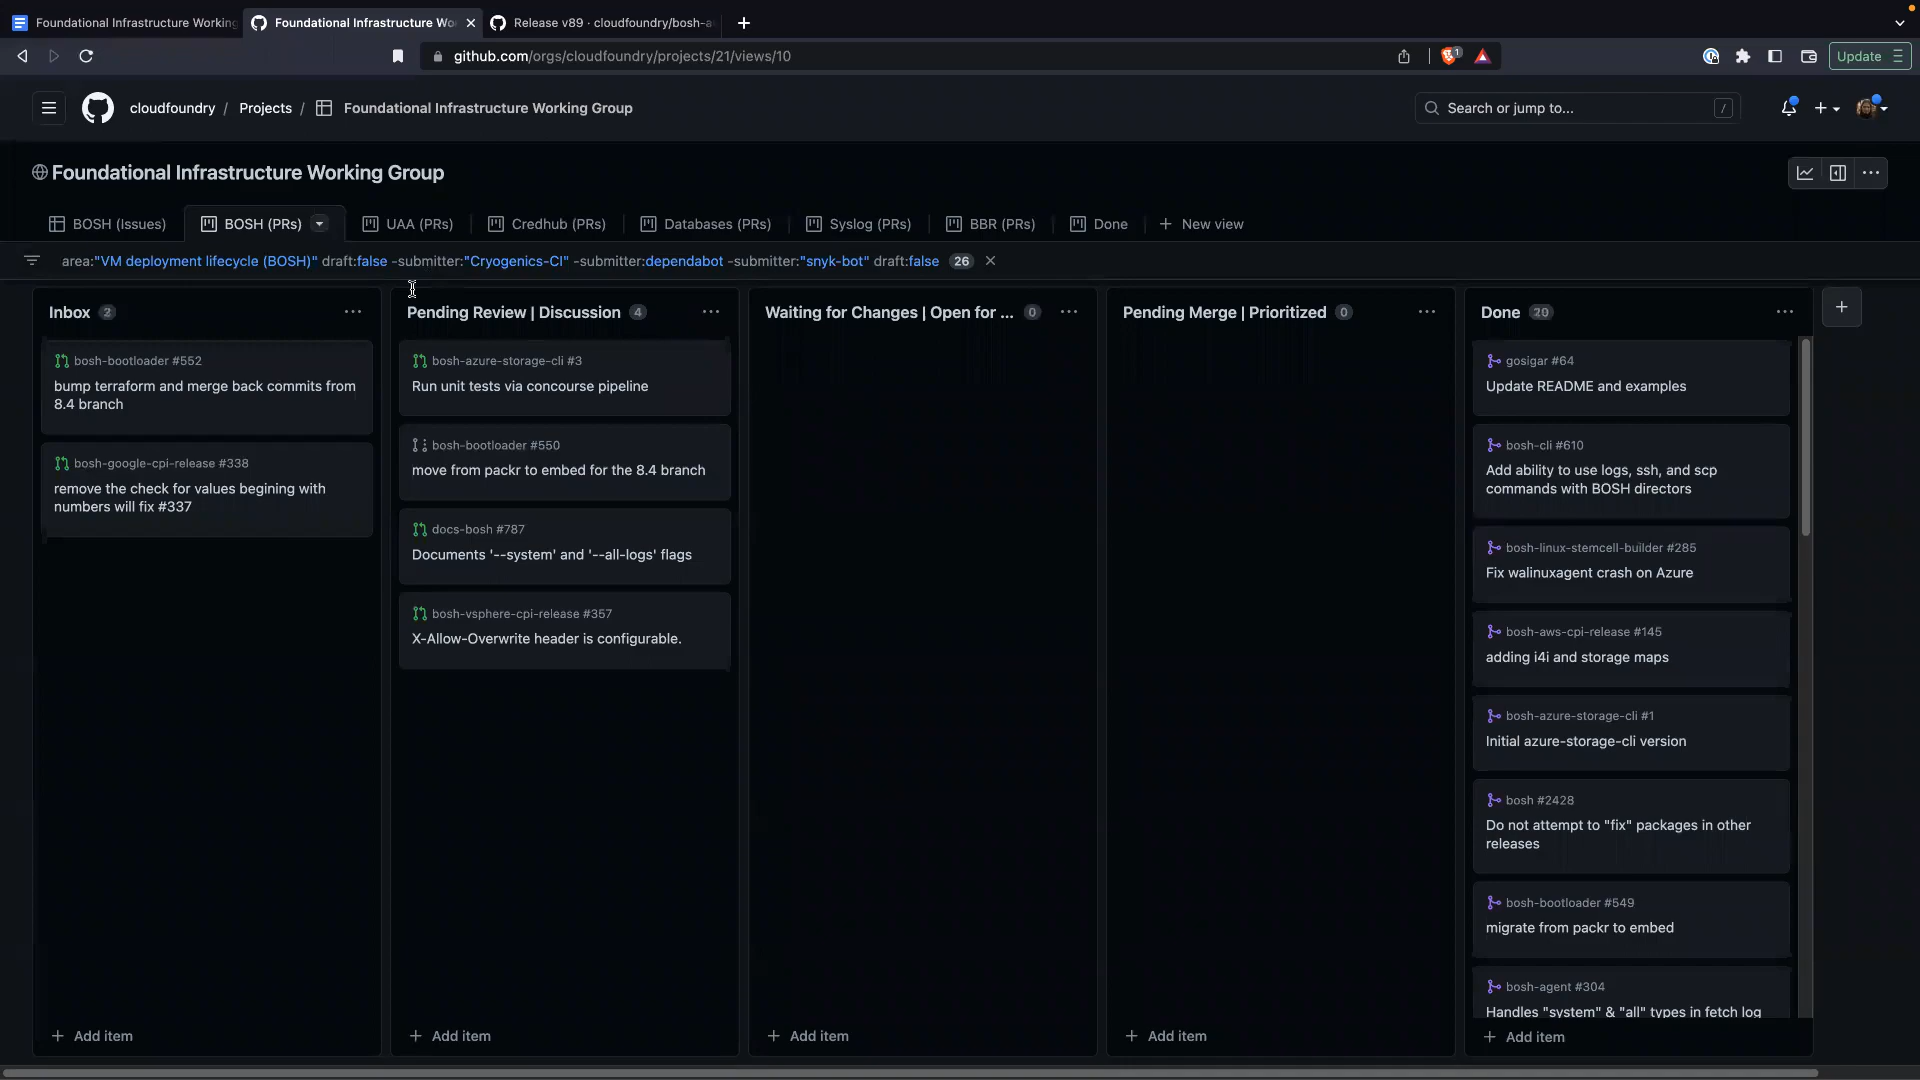 Foundational Infrastructure Working
Foundational Infrastructure Wo
Release v89 · cloudfoundry/bosh-a
github.com/orgs/cloudfoundry/projects/21/views/10
1
Update
cloudfoundry / Projects / Foundational Infrastructure Working Group
Search or jump to...
/
Foundational Infrastructure Working Group
BOSH (Issues)
BOSH (PRs)
UAA (PRs)
Credhub (PRs)
Databases (PRs)
Syslog (PRs)
BBR (PRs)
Done
New view
area:"VM deployment lifecycle (BOSH)" draft:false -submitter:"Cryogenics-CI" -submitter:dependabot -submitter:"snyk-bot" draft:false 26
Inbox 2
bosh-bootloader #552
bump terraform and merge back commits from
8.4 branch
bosh-google-cpi-release #338
remove the check for values begining with
numbers will fix #337
Add item
Pending Review | Discussion 4
bosh-azure-storage-cli #3
Run unit tests via concourse pipeline
bosh-bootloader #550
move from packr to embed for the 8.4 branch
docs-bosh #787
Documents '--system' and '--all-logs' flags
bosh-vsphere-cpi-release #357
X-Allow-Overwrite header is configurable.
Add item
Waiting for Changes | Open for ... 0
Add item
Pending Merge | Prioritized 0
Add item
Done 20
gosigar #64
Update README and examples
bosh-cli #610
Add ability to use logs, ssh, and scp
commands with BOSH directors
bosh-linux-stemcell-builder #285
Fix walinuxagent crash on Azure
bosh-aws-cpi-release #145
adding i4i and storage maps
bosh-azure-storage-cli #1
Initial azure-storage-cli version
bosh #2428
Do not attempt to "fix" packages in other
releases
bosh-bootloader #549
migrate from packr to embed
bosh-agent #304
Handles "system" & "all" types in fetch log
Add item